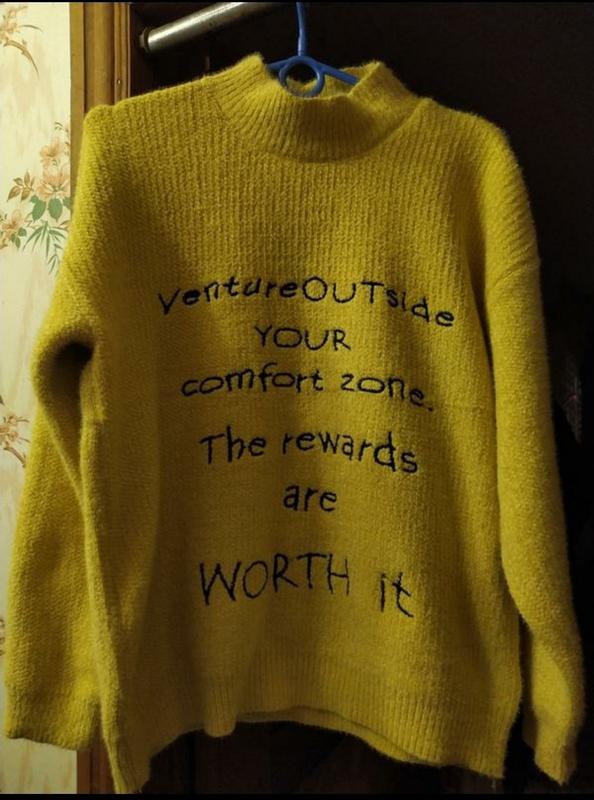 ventureOUTside
YOUR
comfort zone.
The rewards
are
WORTH it